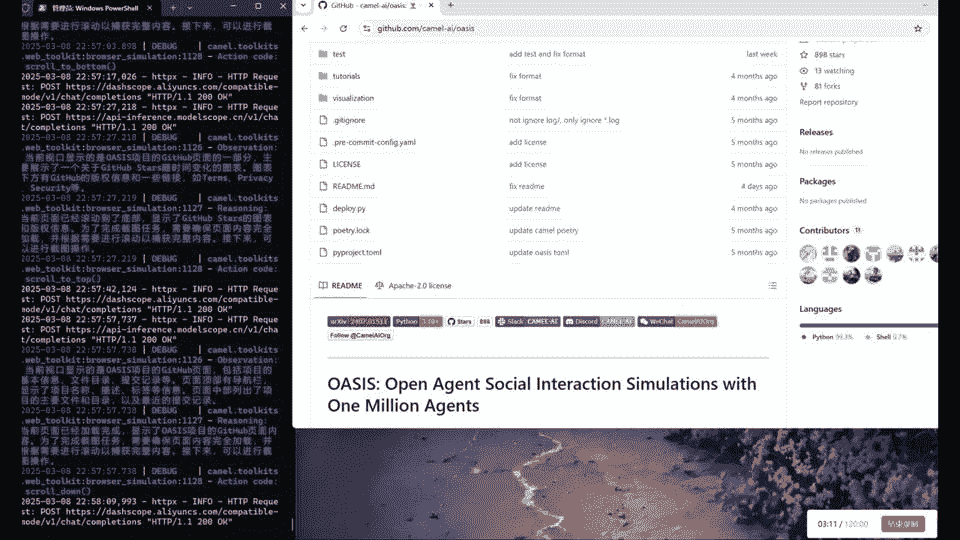 管理员: Windows PowerShell
根据需要进行滚动以捕获完整内容。接下来，可以进行截
图操作。
2025-03-08 22:57:03.898 | DEBUG | camel.toolkits
.web_toolkit:browser_simulation:1128 - Action code:
scroll_to_bottom()
2025-03-08 22:57:17,026 - httpx - INFO - HTTP Reque
st: POST https://dashscope.aliyuncs.com/compatible-
mode/v1/chat/completions "HTTP/1.1 200 OK"
2025-03-08 22:57:27,218 - httpx - INFO - HTTP Reque
st: POST https://api-inference.modelscope.cn/v1/cha
t/completions "HTTP/1.1 200 OK"
2025-03-08 22:57:27.218 | DEBUG | camel.toolkits
.web_toolkit:browser_simulation:1126 - Observation:
当前视口显示的是OASIS项目的GitHub页面的一部分，主
要展示了一个关于GitHub Stars随时间变化的图表。图表
下方有GitHub的版权信息和一些链接，如Terms、Privacy
、Security等。
2025-03-08 22:57:27.219 | DEBUG | camel.toolkits
.web_toolkit:browser_simulation:1127 - Reasoning:
当前页面已经滚动到了底部，显示了GitHub Stars的图表
和版权信息。为了完成截图任务，需要确保页面内容完全
加载，并根据需要进行滚动以捕获完整内容。接下来，可
以进行截图操作。
2025-03-08 22:57:27.219 | DEBUG | camel.toolkits
.web_toolkit:browser_simulation:1128 - Action code:
scroll_to_top()
2025-03-08 22:57:42,124 - httpx - INFO - HTTP Reque
st: POST https://dashscope.aliyuncs.com/compatible-
mode/v1/chat/completions "HTTP/1.1 200 OK"
2025-03-08 22:57:57,737 - httpx - INFO - HTTP Reque
st: POST https://api-inference.modelscope.cn/v1/cha
t/completions "HTTP/1.1 200 OK"
2025-03-08 22:57:57.738 | DEBUG | camel.toolkits
.web_toolkit:browser_simulation:1126 - Observation:
当前视口显示的是OASIS项目的GitHub页面，包括项目的
基本信息、文件目录、提交记录等。页面顶部有导航栏，
显示了项目名称、描述、标签等信息。页面中部列出了项
目的主要文件和目录，以及最近的提交记录。
2025-03-08 22:57:57.738 | DEBUG | camel.toolkits
.web_toolkit:browser_simulation:1127 - Reasoning:
当前页面已经加载完成，显示了OASIS项目的GitHub页面内
容。为了完成截图任务，需要确保页面内容完全加载，并
根据需要进行滚动以捕获完整内容。接下来，可以进行截
图操作。
2025-03-08 22:57:57.738 | DEBUG | camel.toolkits
.web_toolkit:browser_simulation:1128 - Action code:
scroll_down()
2025-03-08 22:58:09,993 - httpx - INFO - HTTP Reque
st: POST https://dashscope.aliyuncs.com/compatible-
mode/v1/chat/completions "HTTP/1.1 200 OK"
GitHub - camel-ai/oasis:
github.com/camel-ai/oasis
test add test and fix format last week
tutorials fix format 4 months ago
visualization fix format 4 months ago
.gitignore not ignore log/, only ignore *.log 5 months ago
.pre-commit-config.yaml add license 5 months ago
LICENSE add license 5 months ago
README.md fix readme 4 days ago
deploy.py update readme 4 months ago
poetry.lock update camel poetry 5 months ago
pyproject.toml update oasis toml 5 months ago
README Apache-2.0 license
arXiv Python 3.10+ Stars 898 Slack CAMEL-AI Discord CAMEL-AI WeChat CamelAIOrg
Follow @CamelAIOrg
OASIS: Open Agent Social Interaction Simulations with
One Million Agents
898 stars
13 watching
81 forks
Report repository
Releases
No releases published
Packages
No packages published
Contributors
Languages
Python 99.3% Shell 0.7%
03:11 / 120:00 结束录制